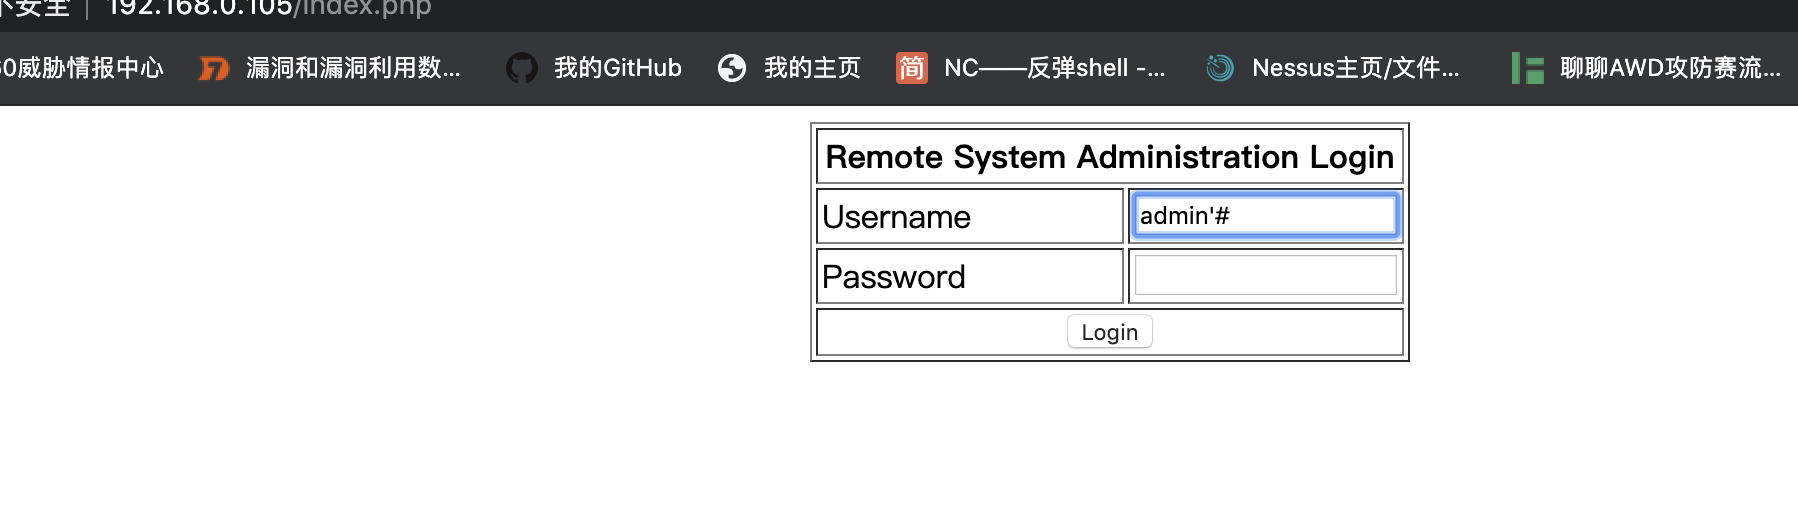 不安全 | 192.168.0.105/index.php
60威胁情报中心 漏洞和漏洞利用数... 我的GitHub 我的主页 简 NC——反弹shell -... Nessus主页/文件... 聊聊AWD攻防赛流...
Remote System Administration Login
Username admin'#
Password
Login